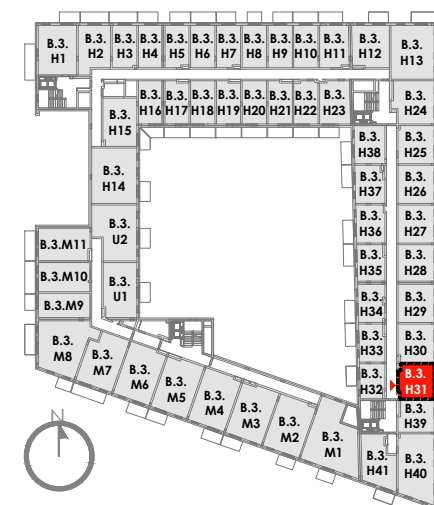 B.3. H1
B.3. H2
B.3. H3
B.3. H4
B.3. H5
B.3. H6
B.3. H7
B.3. H8
B.3. H9
B.3. H10
B.3. H11
B.3. H12
B.3. H13
B.3. H16
B.3. H17
B.3. H18
B.3. H19
B.3. H20
B.3. H21
B.3. H22
B.3. H23
B.3. H24
B.3. H15
B.3. H38
B.3. H25
B.3. H14
B.3. H37
B.3. H26
B.3. U2
B.3. H36
B.3. H27
B.3.M11
B.3. H35
B.3. H28
B.3.M10
B.3. U1
B.3. H34
B.3. H29
B.3.M9
B.3. M8
B.3. M7
B.3. M6
B.3. M5
B.3. M4
B.3. M3
B.3. M2
B.3. M1
B.3. H33
B.3. H30
B.3. H32
B.3. H31
B.3. H39
B.3. H41
B.3. H40
N